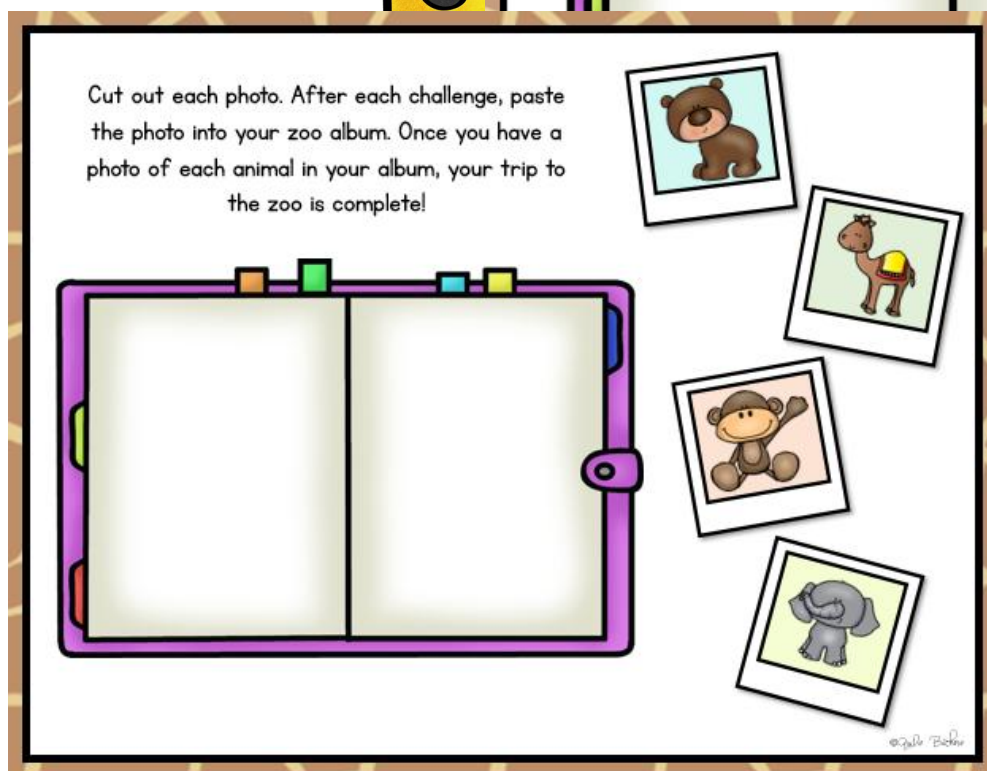 Cut out each photo. After each challenge, paste
the photo into your zoo album. Once you have a
photo of each animal in your album, your trip to
the zoo is complete!